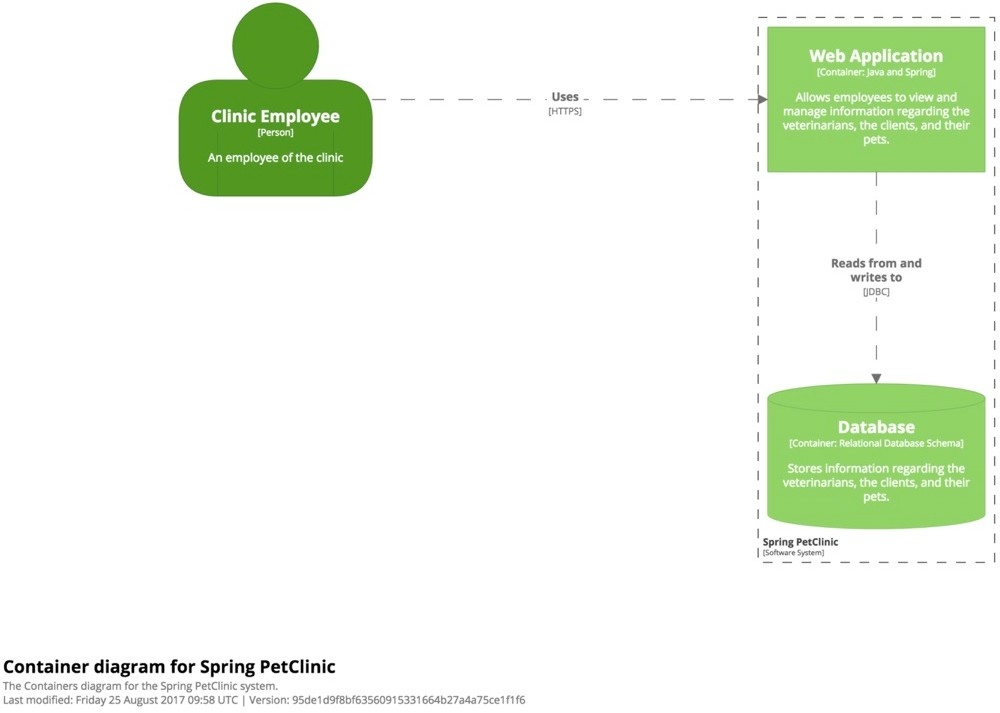 Clinic Employee
[Person]
An employee of the clinic
Uses
[HTTPS]
Web Application
[Container: Java and Spring]
Allows employees to view and
manage information regarding the
veterinarians, the clients, and their
pets.
Reads from and
writes to
[JDBC]
Database
[Container: Relational Database Schema]
Stores information regarding the
veterinarians, the clients, and their
pets.
Spring PetClinic
[Software System]
Container diagram for Spring PetClinic
The Containers diagram for the Spring PetClinic system.
Last modified: Friday 25 August 2017 09:58 UTC | Version: 95de1d9f8bf63560915331664b27a4a75ce1f1f6